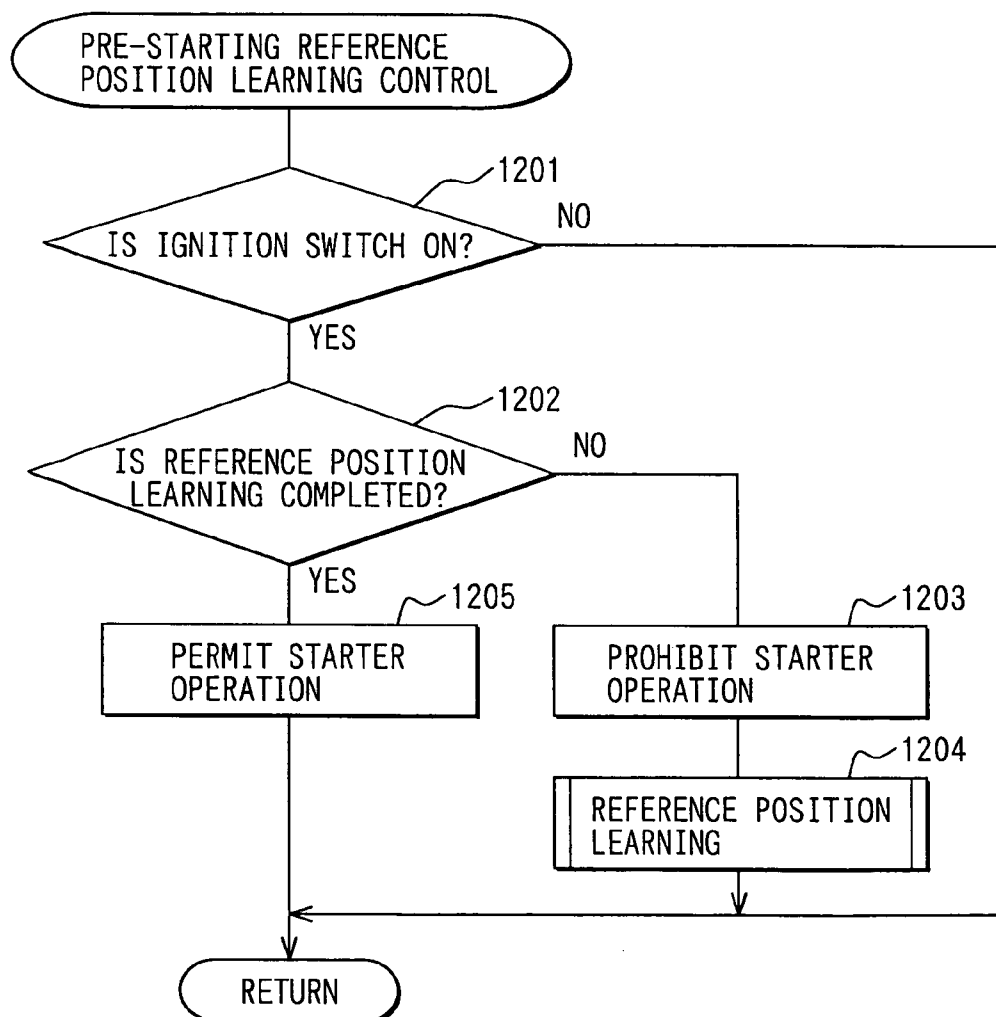 PRE-STARTING REFERENCE
POSITION LEARNING CONTROL
1201
IS IGNITION SWITCH ON?
NO
YES
1202
IS REFERENCE POSITION
LEARNING COMPLETED?
NO
YES
1205
PERMIT STARTER
OPERATION
1203
PROHIBIT STARTER
OPERATION
1204
REFERENCE POSITION
LEARNING
RETURN